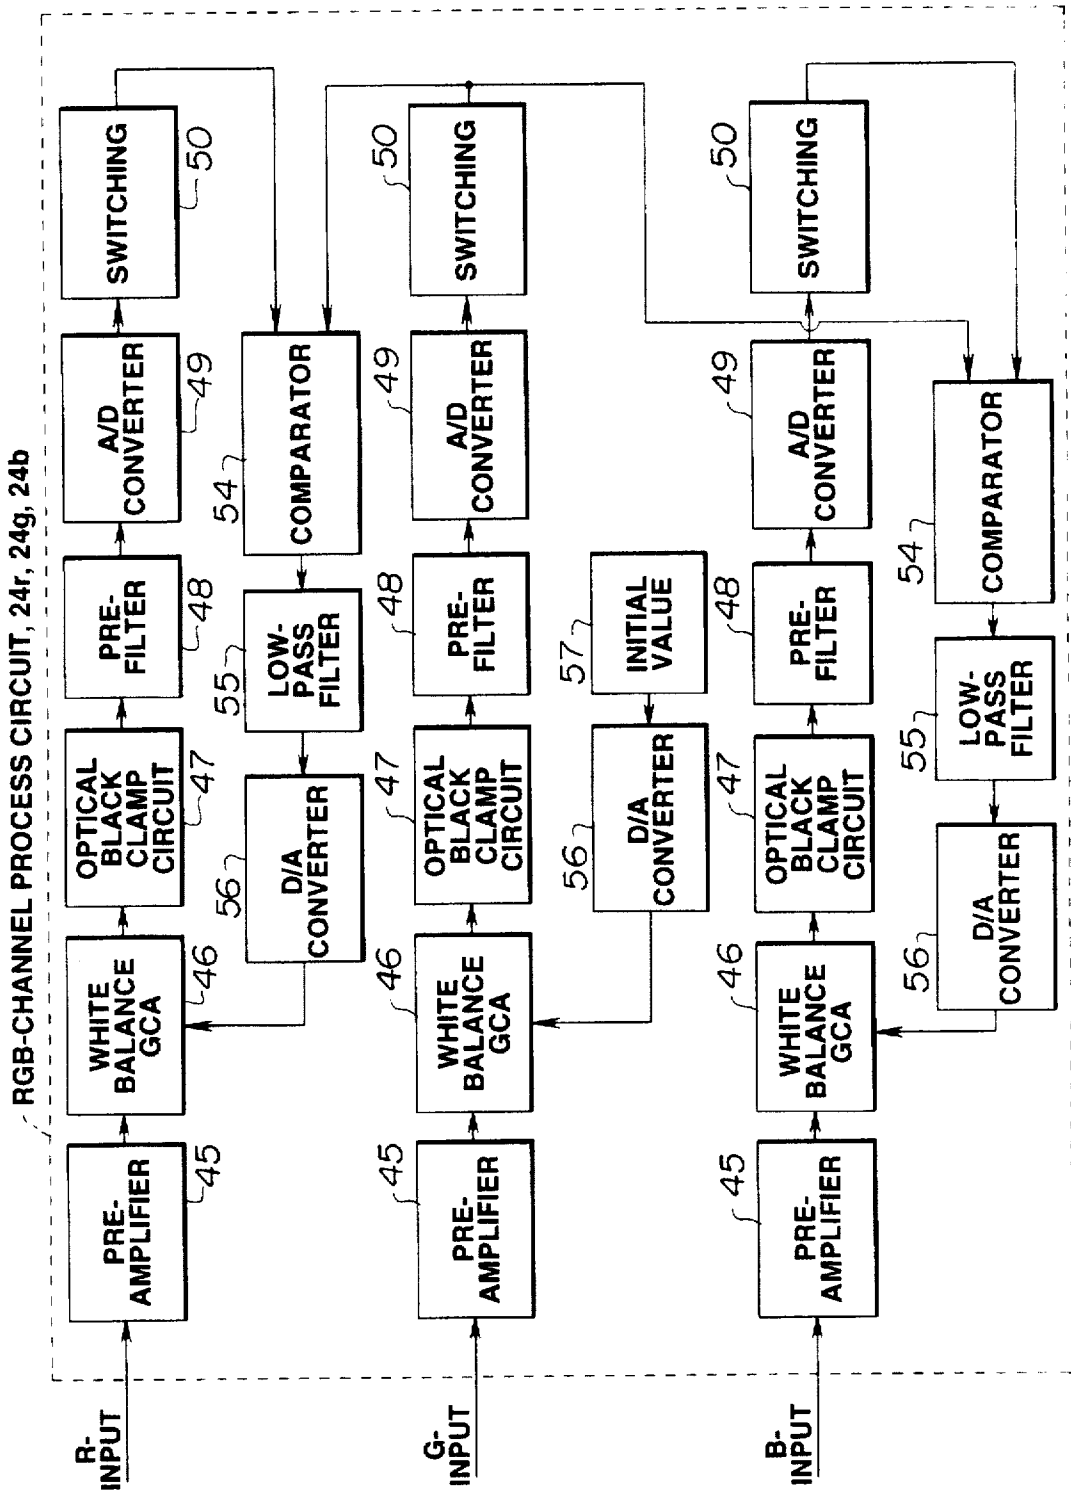 RGB-CHANNEL PROCESS CIRCUIT, 24r, 24g, 24b
R-
INPUT
PRE-
AMPLIFIER
45
WHITE
BALANCE
GCA
46
OPTICAL
BLACK
CLAMP
CIRCUIT
47
PRE-
FILTER
48
A/D
CONVERTER
49
SWITCHING
50
D/A
CONVERTER
56
LOW-
PASS
FILTER
55
COMPARATOR
54
G-
INPUT
PRE-
AMPLIFIER
45
WHITE
BALANCE
GCA
46
OPTICAL
BLACK
CLAMP
CIRCUIT
47
PRE-
FILTER
48
A/D
CONVERTER
49
SWITCHING
50
D/A
CONVERTER
56
INITIAL
VALUE
57
B-
INPUT
PRE-
AMPLIFIER
45
WHITE
BALANCE
GCA
46
OPTICAL
BLACK
CLAMP
CIRCUIT
47
PRE-
FILTER
48
A/D
CONVERTER
49
SWITCHING
50
D/A
CONVERTER
56
LOW-
PASS
FILTER
55
COMPARATOR
54